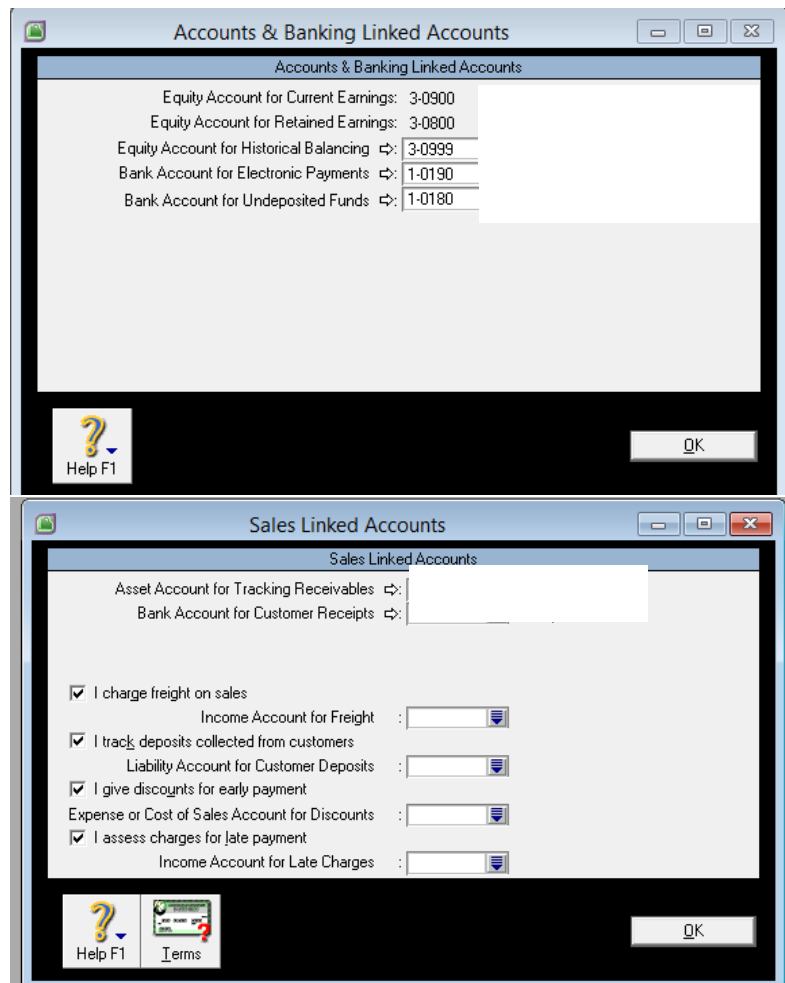 Accounts & Banking Linked Accounts
Accounts & Banking Linked Accounts
Equity Account for Current Earnings: 3-0900
Equity Account for Retained Earnings: 3-0800
Equity Account for Historical Balancing ⇨: 3-0999
Bank Account for Electronic Payments ⇨: 1-0190
Bank Account for Undeposited Funds ⇨: 1-0180
Help F1
OK
Sales Linked Accounts
Sales Linked Accounts
Asset Account for Tracking Receivables ⇨:
Bank Account for Customer Receipts ⇨:
I charge freight on sales
Income Account for Freight :
I track deposits collected from customers
Liability Account for Customer Deposits :
I give discounts for early payment
Expense or Cost of Sales Account for Discounts :
I assess charges for late payment
Income Account for Late Charges :
Help F1
Terms
OK